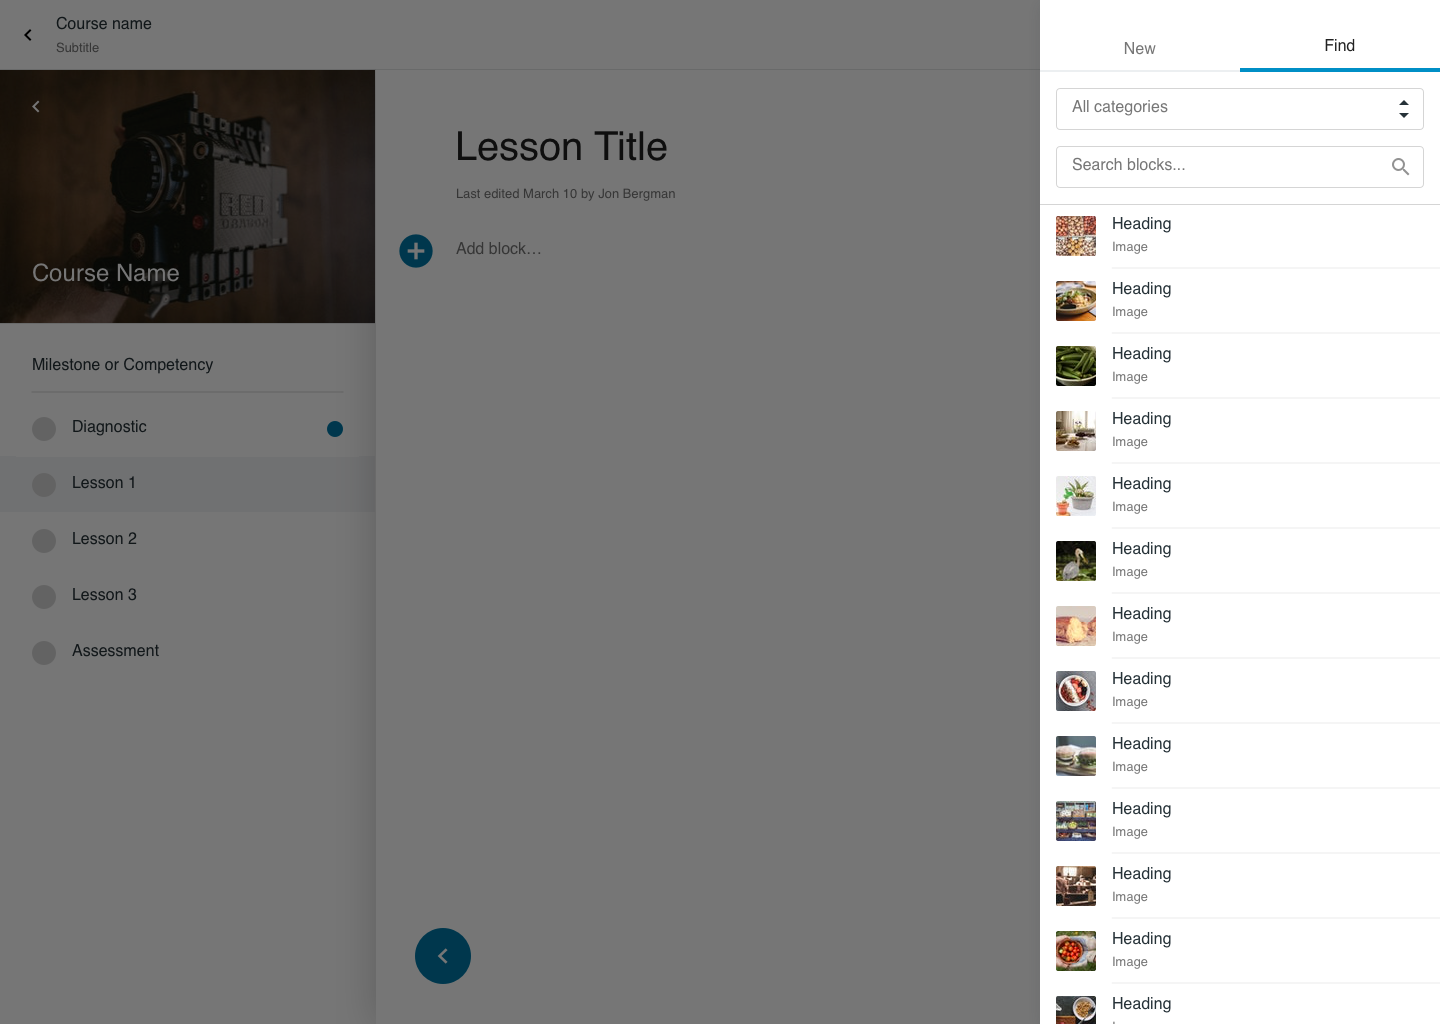 Course name
Subtitle
RED
Course Name
Milestone or Competency
Diagnostic
Lesson 1
Lesson 2
Lesson 3
Assessment
Lesson Title
Last edited March 10 by Jon Bergman
Add block...
New
Find
All categories
Search blocks...
Heading
Image
Heading
Image
Heading
Image
Heading
Image
Heading
Image
Heading
Image
Heading
Image
Heading
Image
Heading
Image
Heading
Image
Heading
Image
Heading
Image
Heading